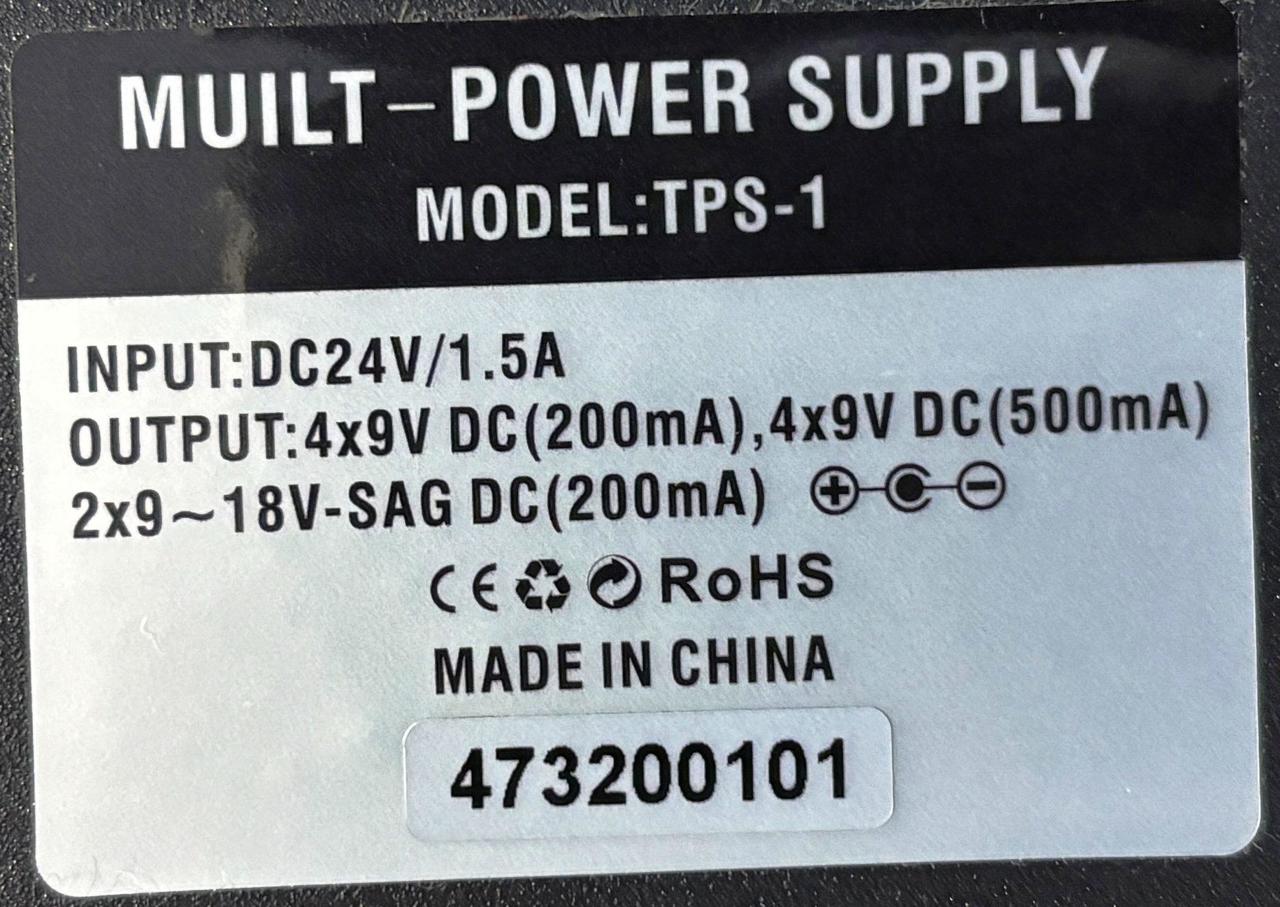 MUILT-POWER SUPPLY
MODEL:TPS-1
INPUT:DC24V/1.5A
OUTPUT:4x9V DC(200mA),4x9V DC(500mA)
2x9~18V-SAG DC(200mA)
CE RoHS
MADE IN CHINA
473200101